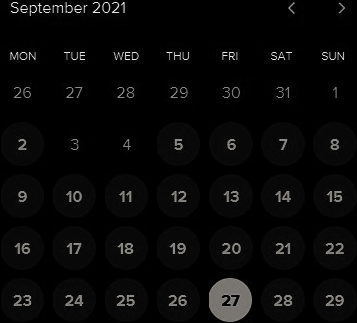 September 2021
MON TUE WED THU FRI SAT SUN
26 27 28 29 30 31 1
2 3 4 5 6 7 8
9 10 11 12 13 14 15
16 17 18 19 20 21 22
23 24 25 26 27 28 29